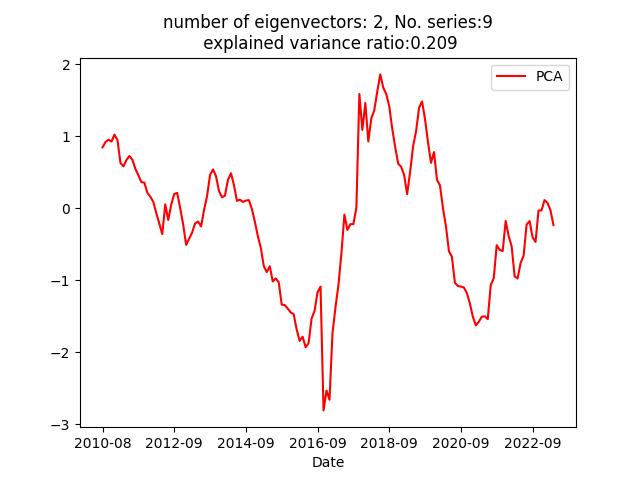 number of eigenvectors: 2, No. series:9
explained variance ratio:0.209
PCA
2
1
0
−1
−2
−3
2010-08 2012-09 2014-09 2016-09 2018-09 2020-09 2022-09
Date